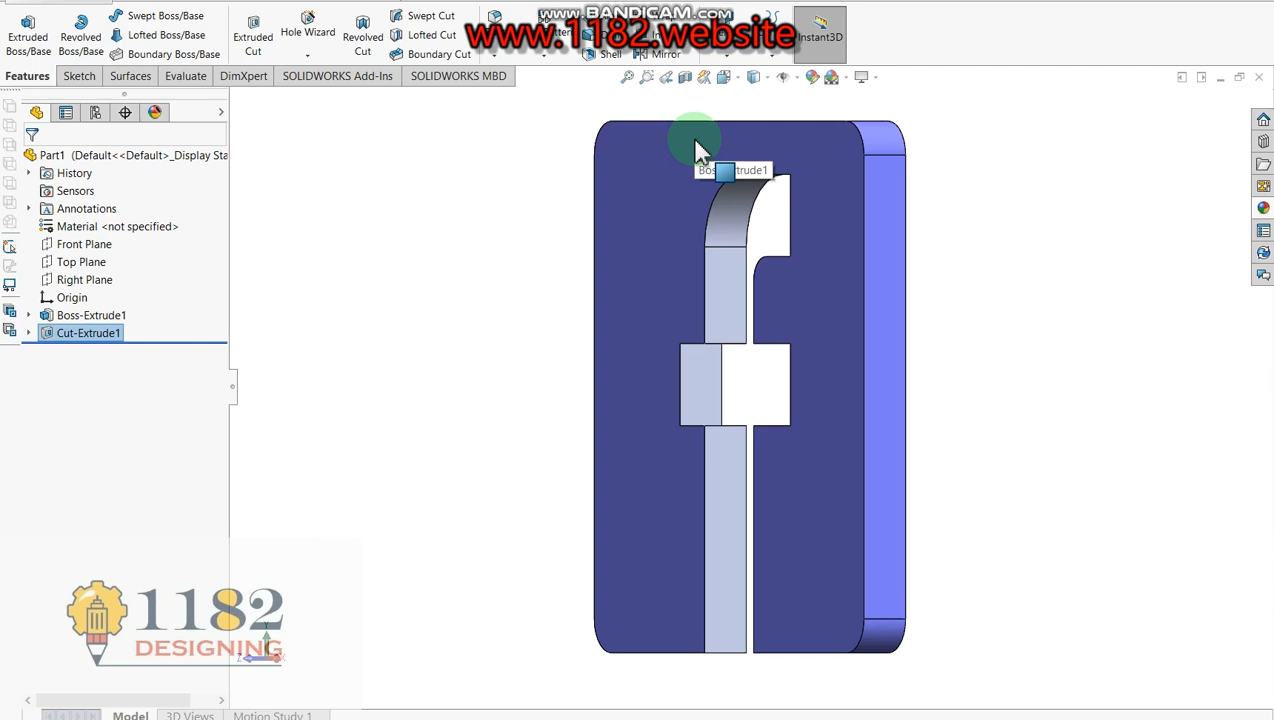 www.BANDICAM.com
www.1182.website
Extruded
Boss/Base
Revolved
Boss/Base
Swept Boss/Base
Lofted Boss/Base
Boundary Boss/Base
Extruded
Cut
Hole Wizard
Revolved
Cut
Swept Cut
Lofted Cut
Boundary Cut
Shell
Mirror
Instant3D
Features
Sketch
Surfaces
Evaluate
DimXpert
SOLIDWORKS Add-Ins
SOLIDWORKS MBD
Part1 (Default<<Default>_Display Sta
History
Sensors
Annotations
Material <not specified>
Front Plane
Top Plane
Right Plane
Origin
Boss-Extrude1
Cut-Extrude1
f
1182
DESIGNING
Model
3D Views
Motion Study 1